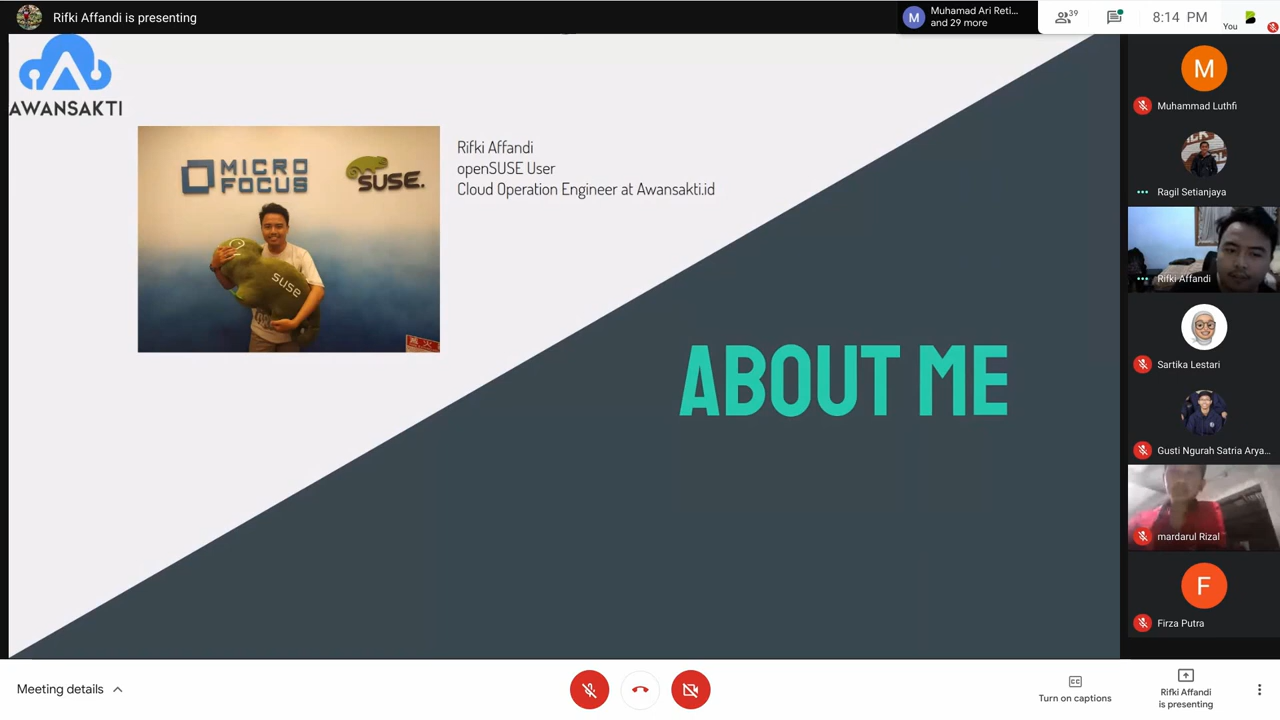 Rifki Affandi is presenting
M
Muhamad Ari Reti...
and 29 more
39
8:14 PM
You
AWANSAKTI
MICRO
FOCUS
SUSE.
suse
Rifki Affandi
openSUSE User
Cloud Operation Engineer at Awansakti.id
ABOUT ME
M
Muhammad Luthfi
Ragil Setianjaya
Rifki Affandi
Sartika Lestari
Gusti Ngurah Satria Arya...
mardarul Rizal
F
Firza Putra
Meeting details
Turn on captions
Rifki Affandi
is presenting